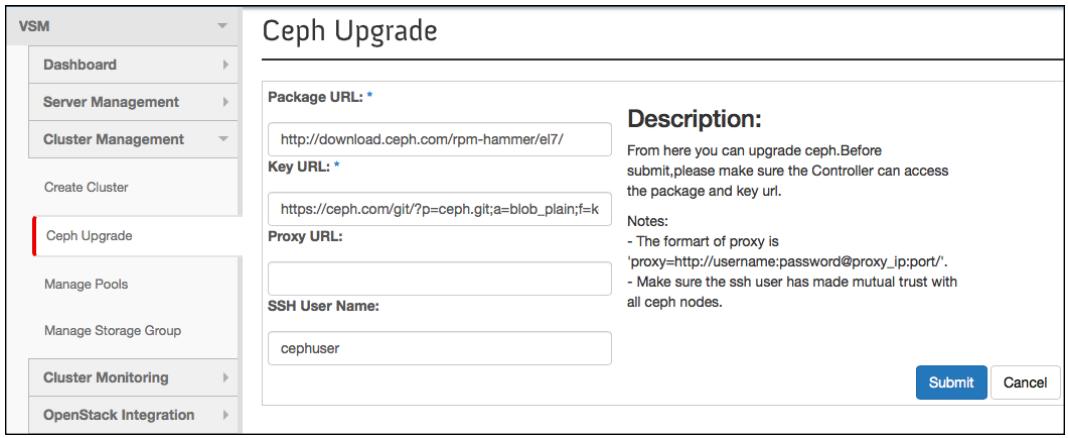 VSM
Dashboard
Server Management
Cluster Management
Create Cluster
Ceph Upgrade
Manage Pools
Manage Storage Group
Cluster Monitoring
OpenStack Integration
Ceph Upgrade
Package URL: *
http://download.ceph.com/rpm-hammer/el7/
Key URL: *
https://ceph.com/git/?p=ceph.git;a=blob_plain;f=k
Proxy URL:
SSH User Name:
cephuser
Description:
From here you can upgrade ceph.Before
submit,please make sure the Controller can access
the package and key url.
Notes:
- The formart of proxy is
'proxy=http://username:password@proxy_ip:port/'.
- Make sure the ssh user has made mutual trust with
all ceph nodes.
Submit
Cancel